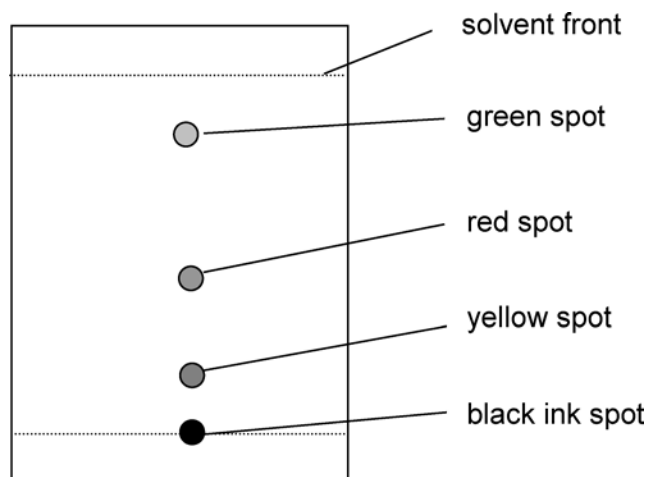 solvent front
green spot
red spot
yellow spot
black ink spot